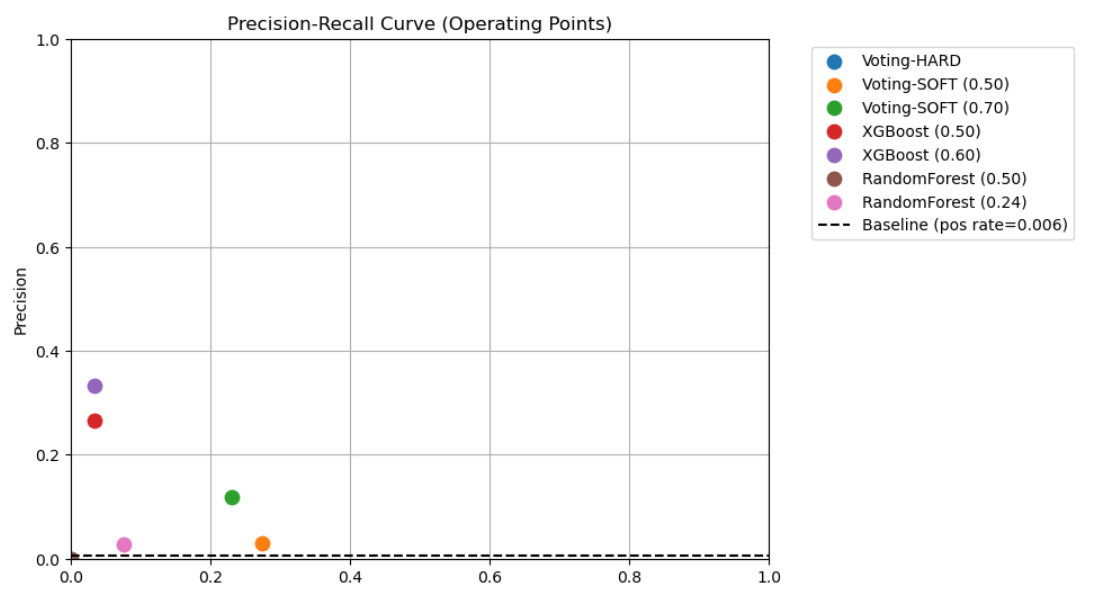 Precision-Recall Curve (Operating Points)
1.0
0.8
0.6
0.4
0.2
0.0
Precision
0.0 0.2 0.4 0.6 0.8 1.0
Voting-HARD
Voting-SOFT (0.50)
Voting-SOFT (0.70)
XGBoost (0.50)
XGBoost (0.60)
RandomForest (0.50)
RandomForest (0.24)
Baseline (pos rate=0.006)